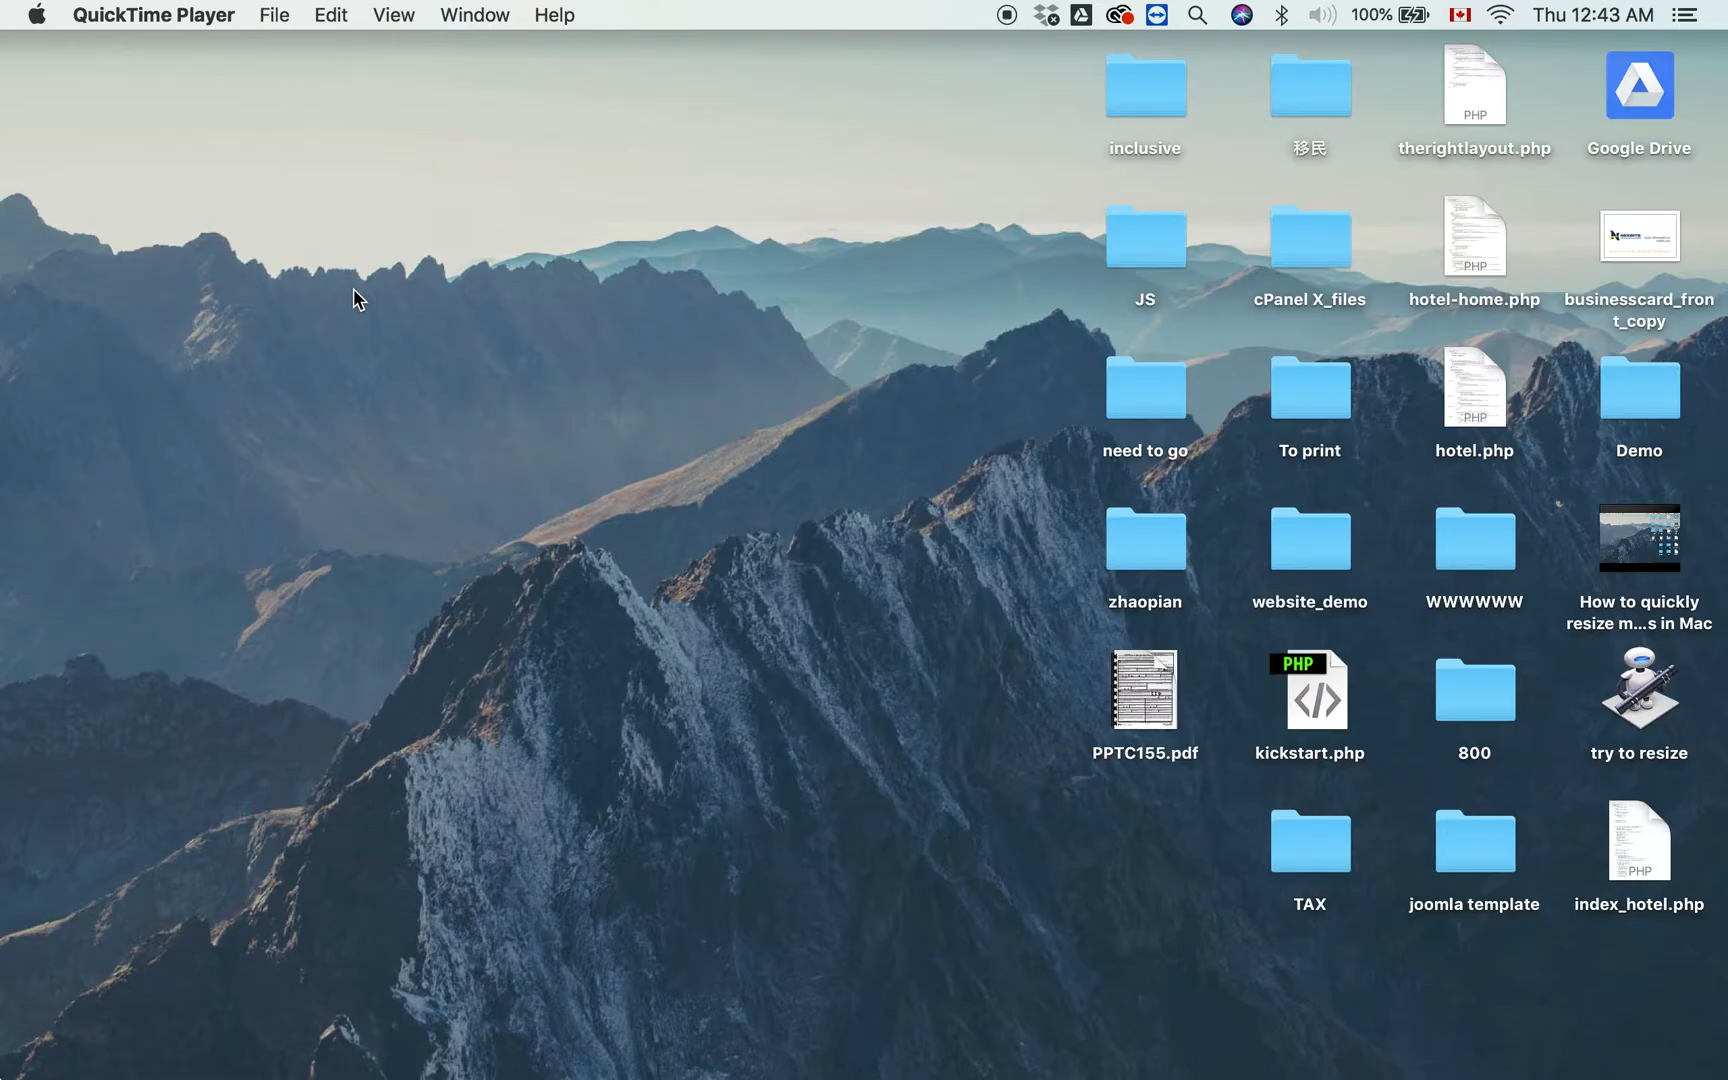 QuickTime Player File Edit View Window Help 100% Thu 12:43 AM
inclusive
移民
PHP
therightlayout.php
Google Drive
JS
cPanel X_files
PHP
hotel-home.php
businesscard_fron
t_copy
need to go
To print
PHP
hotel.php
Demo
zhaopian
website_demo
WWWWWW
How to quickly
resize m...s in Mac
PPTC155.pdf
PHP
kickstart.php
800
try to resize
TAX
joomla template
PHP
index_hotel.php